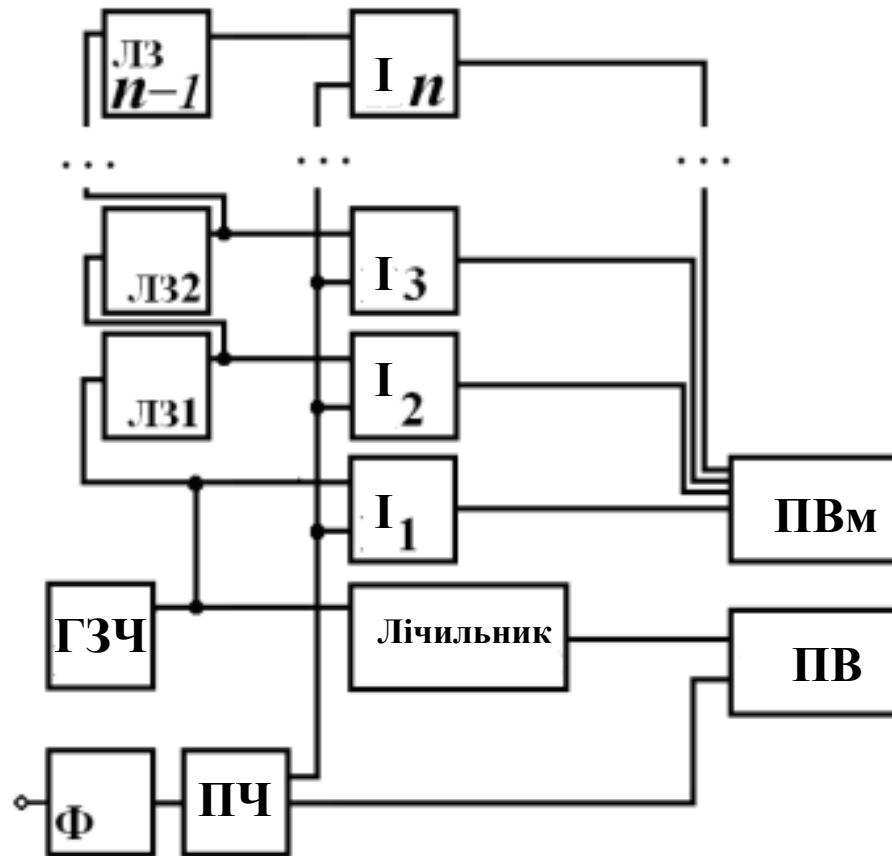 ЛЗ
n−1
I n
... ... ...
ЛЗ2
I 3
ЛЗ1
I 2
I 1
ПВм
ГЗЧ
Лічильник
ПВ
Ф
ПЧ